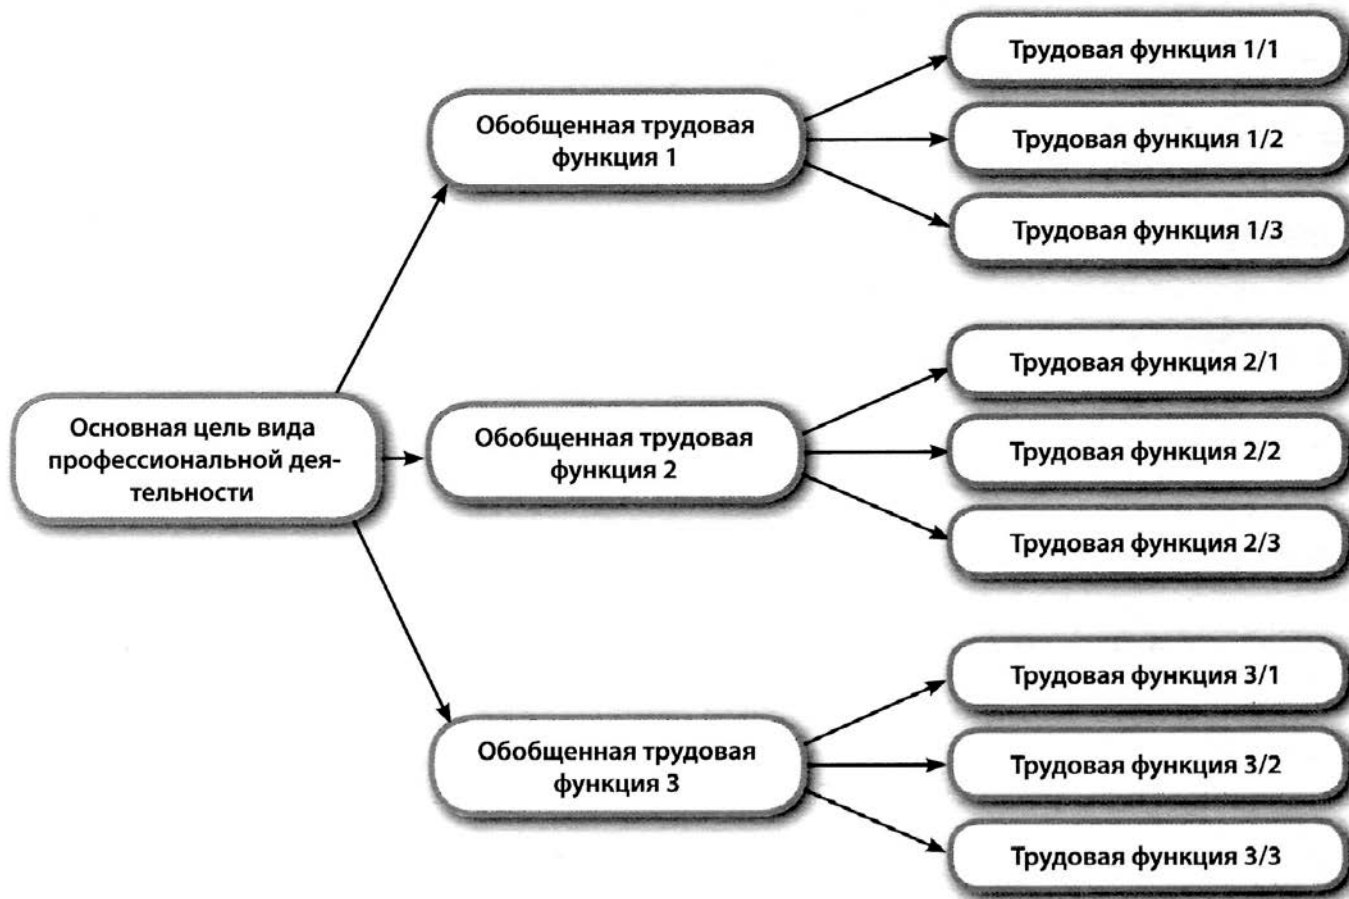 Основная цель вида
профессиональной дея-
тельности
Обобщенная трудовая
функция 1
Трудовая функция 1/1
Трудовая функция 1/2
Трудовая функция 1/3
Обобщенная трудовая
функция 2
Трудовая функция 2/1
Трудовая функция 2/2
Трудовая функция 2/3
Обобщенная трудовая
функция 3
Трудовая функция 3/1
Трудовая функция 3/2
Трудовая функция 3/3